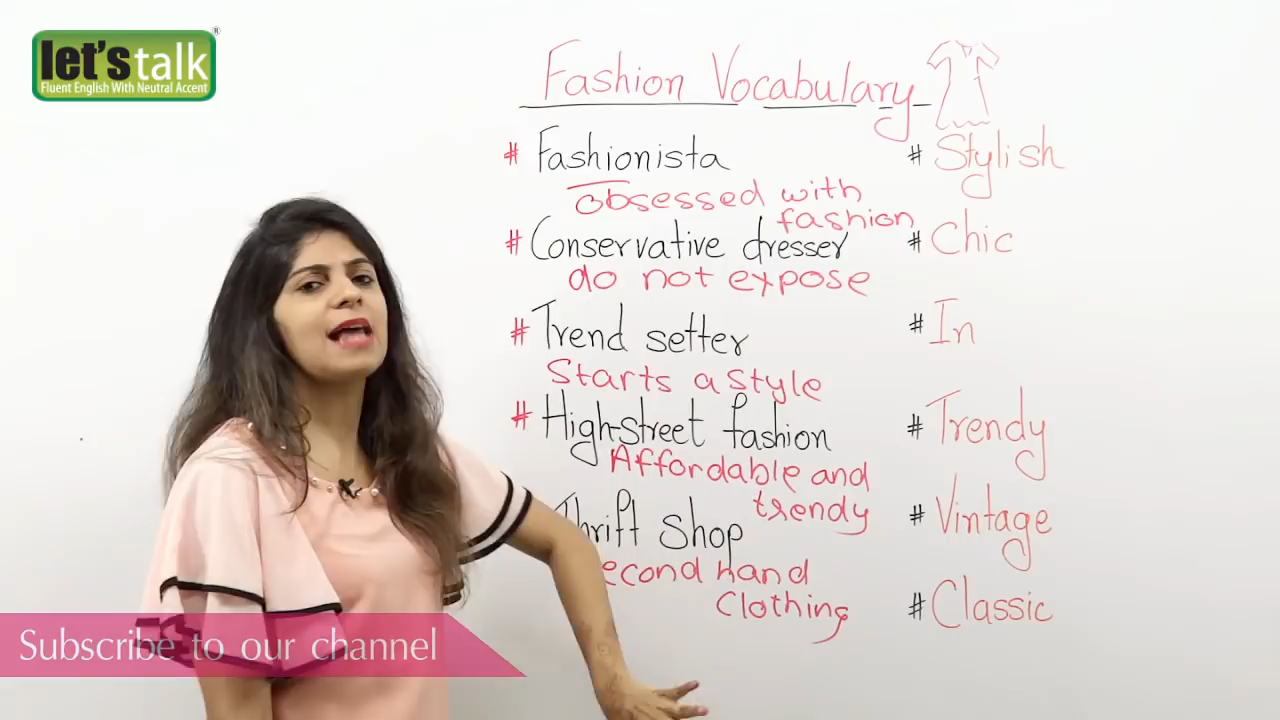 let's talk®
Fluent English With Neutral Accent
Fashion Vocabulary
# Fashionista
obsessed with
fashion
# Conservative dresser
do not expose
# Trend setter
Starts a style
# High-street fashion
Affordable and
trendy
Thrift Shop
econd hand
Clothing
# Stylish
# Chic
# In
# Trendy
# Vintage
# Classic
Subscribe to our channel